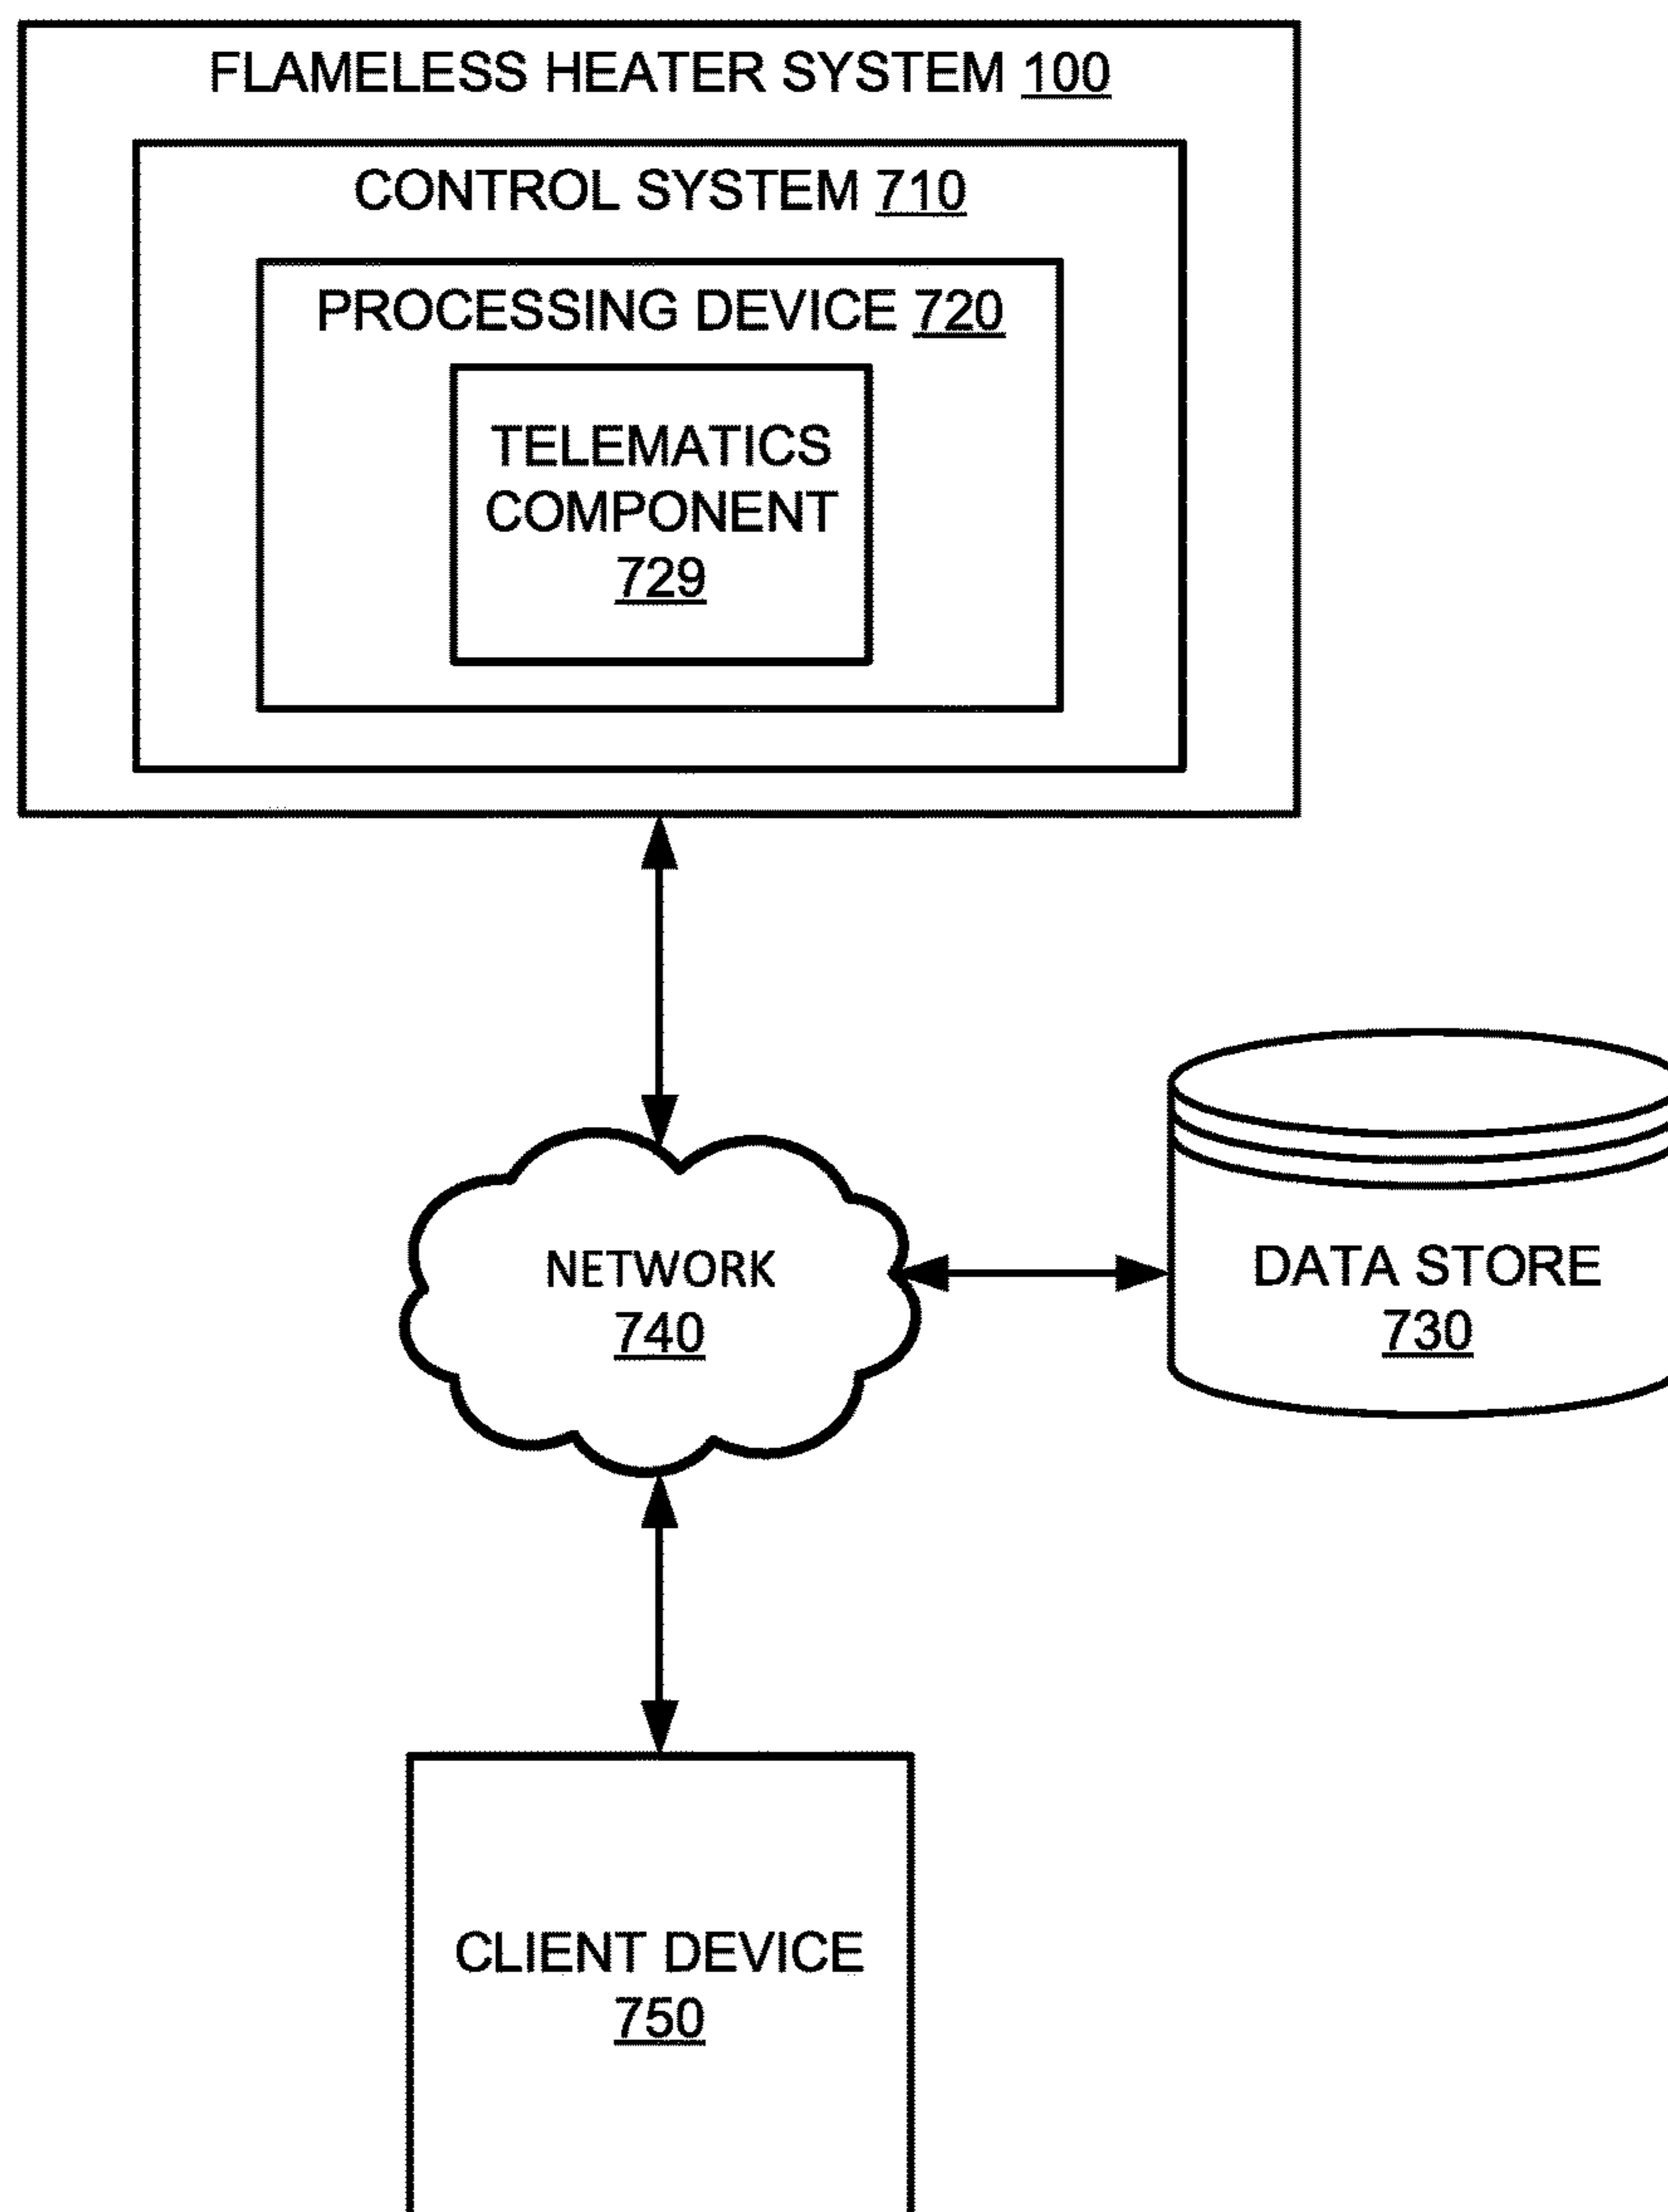 FLAMELESS HEATER SYSTEM 100
CONTROL SYSTEM 710
PROCESSING DEVICE 720
TELEMATICS
COMPONENT
729
NETWORK
740
DATA STORE
730
CLIENT DEVICE
750